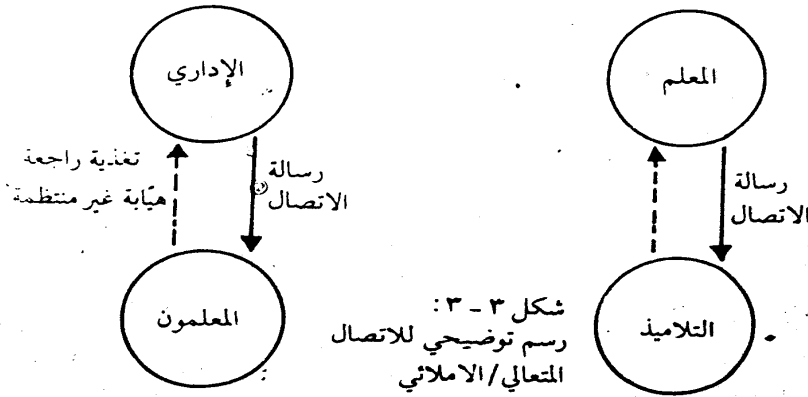 المعلم
رسالة
الاتصال
التلاميذ
الإداري
رسالة
الاتصال
تغذية راجعة
هيّابة غير منتظمة
المعلمون
شكل ٣ - ٣ :
رسم توضيحي للاتصال
المتعالي/الاملائي